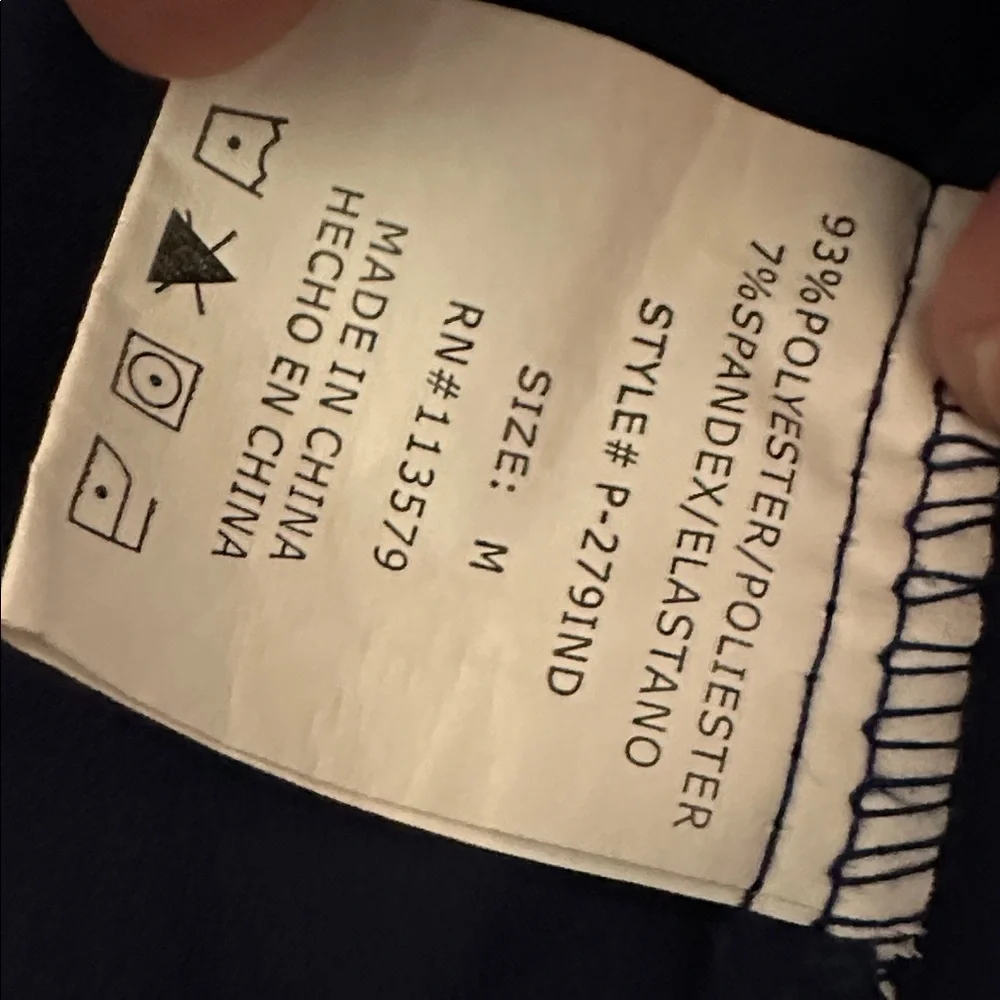 93%POLYESTER/POLIESTER
7%SPANDEX/ELASTANO
STYLE# P-279IND
SIZE: M
RN#113579
MADE IN CHINA
HECHO EN CHINA